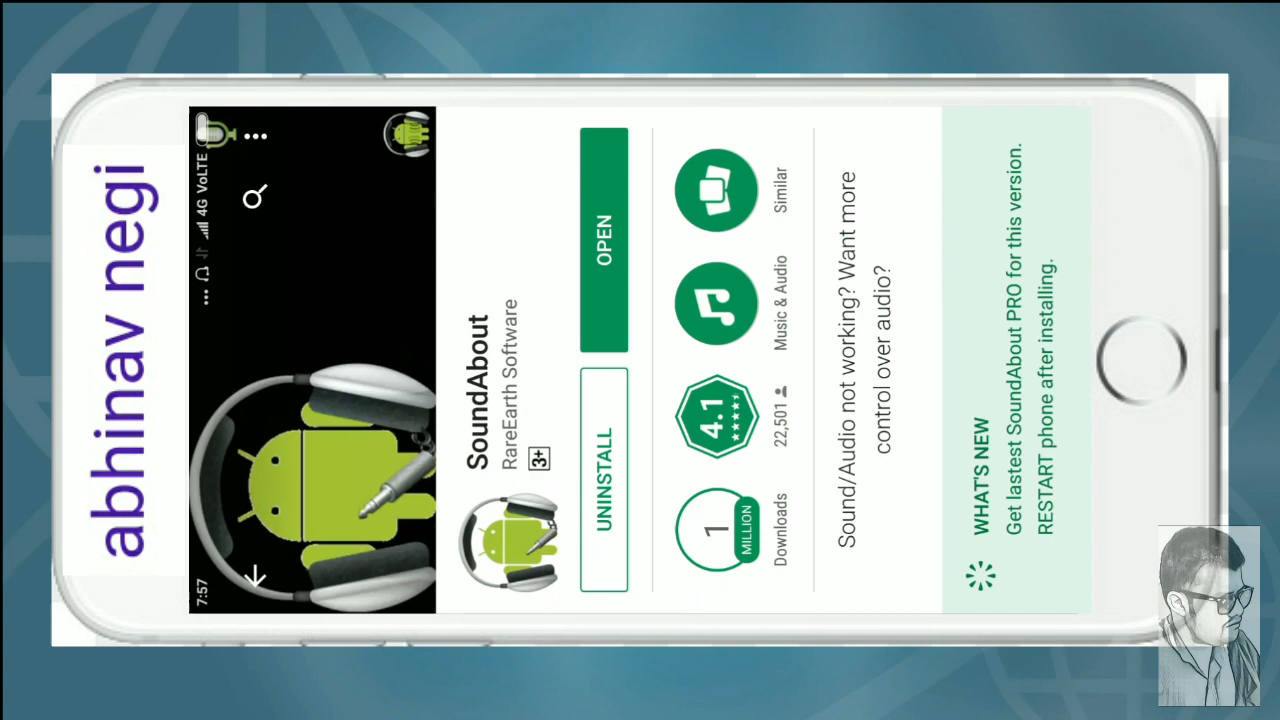 abhinav negi
7:57 ... 4G VoLTE
SoundAbout
RareEarth Software
3+
UNINSTALL OPEN
1 MILLION 4.1
Downloads 22,501 Music & Audio Similar
Sound/Audio not working? Want more
control over audio?
WHAT'S NEW
Get lastest SoundAbout PRO for this version.
RESTART phone after installing.